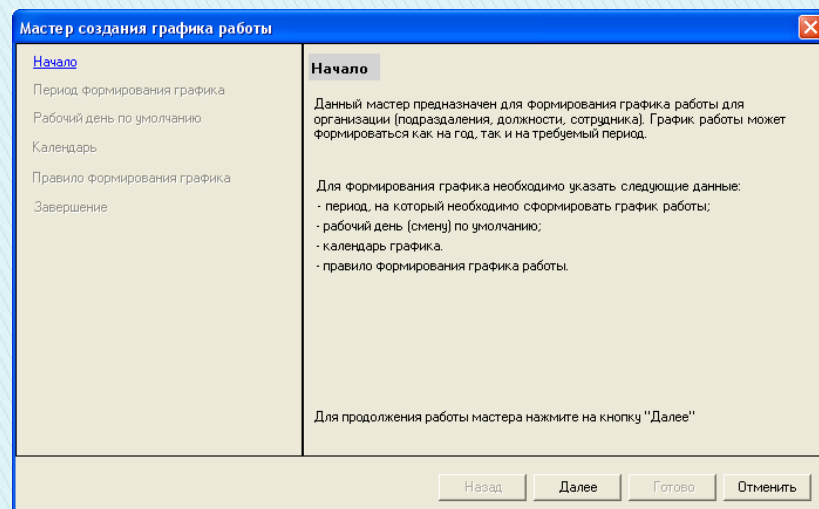 Мастер создания графика работы
Начало
Период формирования графика
Рабочий день по умолчанию
Календарь
Правило формирования графика
Завершение
Начало
Данный мастер предназначен для формирования графика работы для
организации (подраздаления, должности, сотрудника). График работы может
формироваться как на год, так и на требуемый период.
Для формирования графика необходимо указать следующие данные:
- период, на который необходимо сформировать график работы;
- рабочий день (смену) по умолчанию;
- календарь графика.
- правило формирования графика работы.
Для продолжения работы мастера нажмите на кнопку "Далее"
Назад Далее Готово Отменить